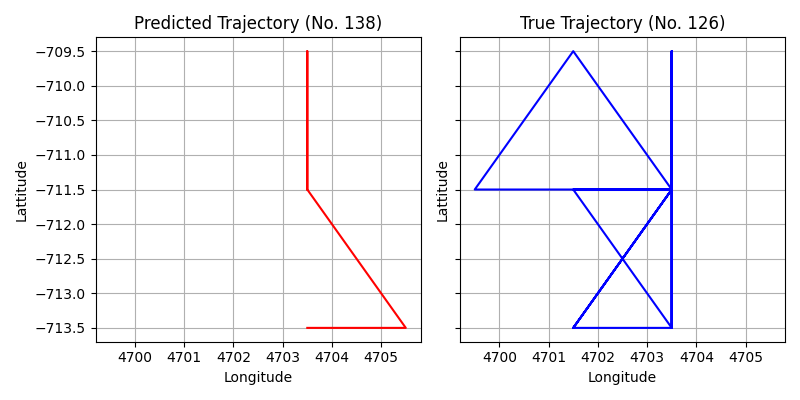 Predicted Trajectory (No. 138)
−709.5
−710.0
−710.5
−711.0
−711.5
−712.0
−712.5
−713.0
−713.5
Lattitude
4700 4701 4702 4703 4704 4705
Longitude
True Trajectory (No. 126)
Lattitude
4700 4701 4702 4703 4704 4705
Longitude